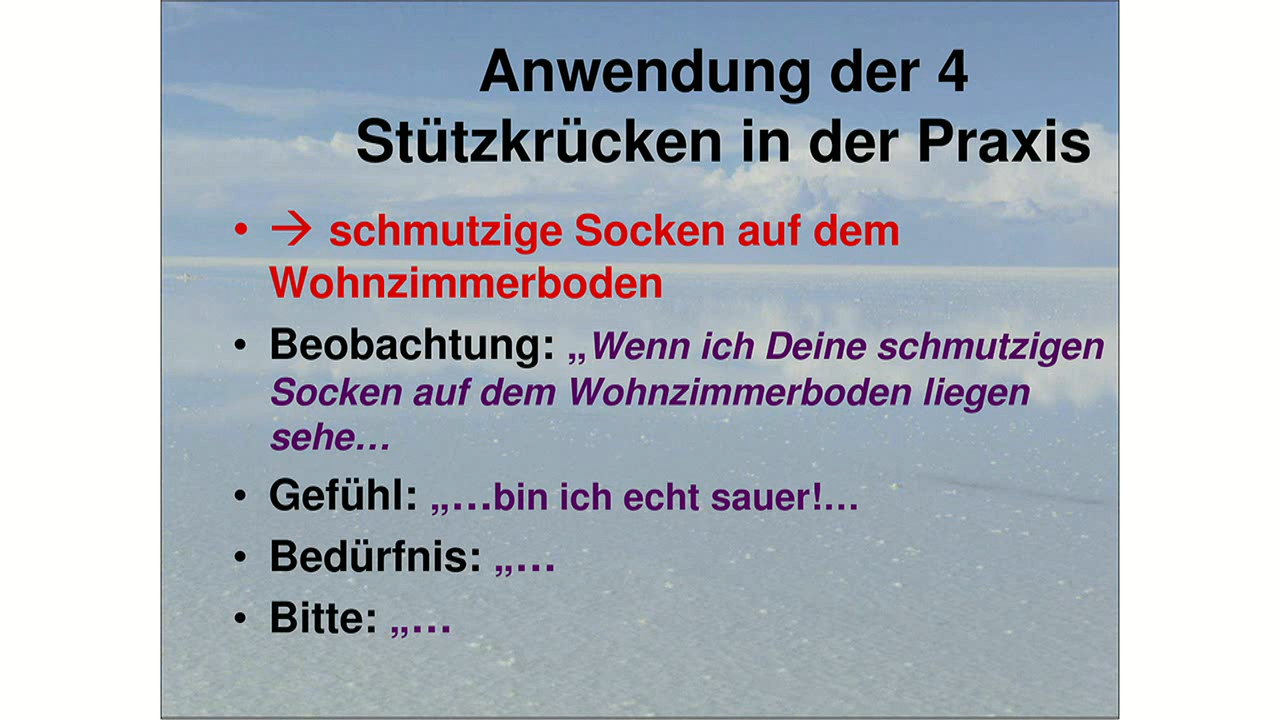 Anwendung der 4
Stützkrücken in der Praxis
• → schmutzige Socken auf dem
Wohnzimmerboden
• Beobachtung: „Wenn ich Deine schmutzigen
Socken auf dem Wohnzimmerboden liegen
sehe…
• Gefühl: „…bin ich echt sauer!…
• Bedürfnis: „…
• Bitte: „…